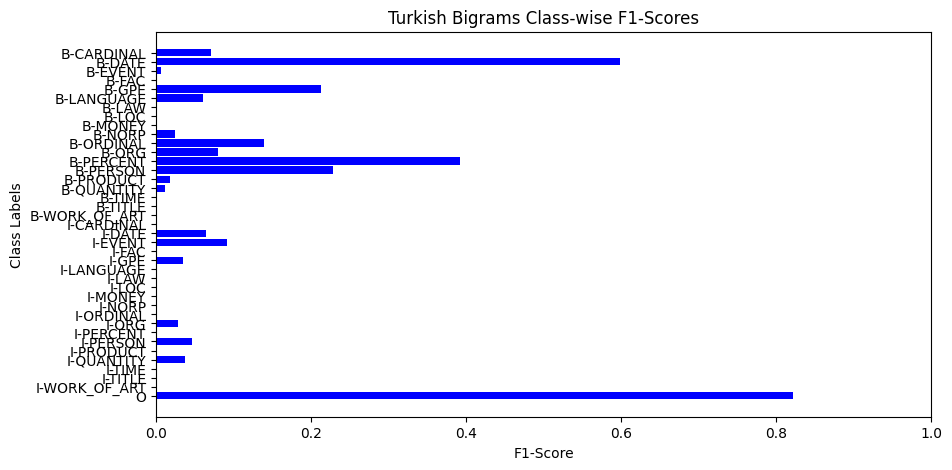 Turkish Bigrams Class-wise F1-Scores
Class Labels
B-CARDINAL
B-DATE
B-EVENT
B-FAC
B-GPE
B-LANGUAGE
B-LAW
B-LOC
B-MONEY
B-NORP
B-ORDINAL
B-ORG
B-PERCENT
B-PERSON
B-PRODUCT
B-QUANTITY
B-TIME
B-TITLE
B-WORK_OF_ART
I-CARDINAL
I-DATE
I-EVENT
I-FAC
I-GPE
I-LANGUAGE
I-LAW
I-LOC
I-MONEY
I-NORP
I-ORDINAL
I-ORG
I-PERCENT
I-PERSON
I-PRODUCT
I-QUANTITY
I-TIME
I-TITLE
I-WORK_OF_ART
O
0.0 0.2 0.4 0.6 0.8 1.0
F1-Score